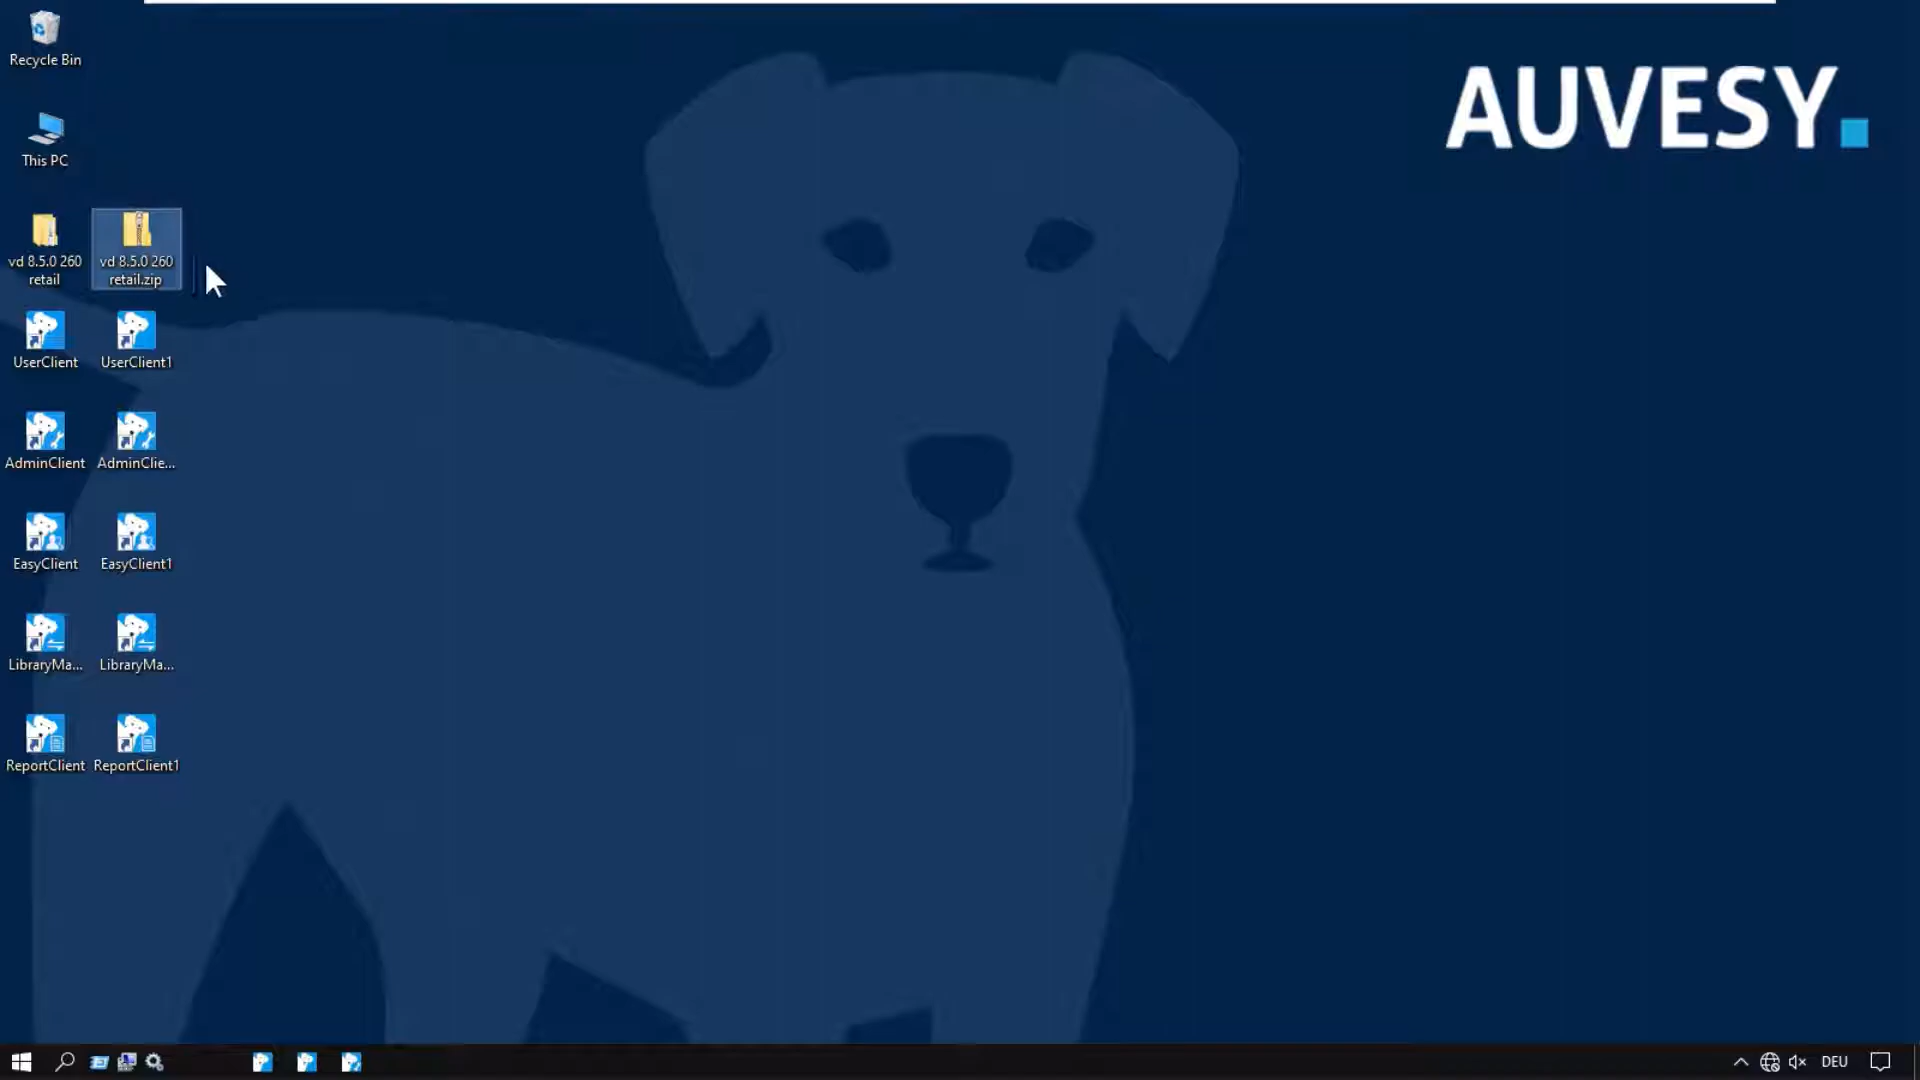 Recycle Bin
AUVESY.
This PC
vd 8.5.0 260
retail
vd 8.5.0 260
retail.zip
UserClient
UserClient1
AdminClient
AdminClie...
EasyClient
EasyClient1
LibraryMa...
LibraryMa...
ReportClient
ReportClient1
DEU